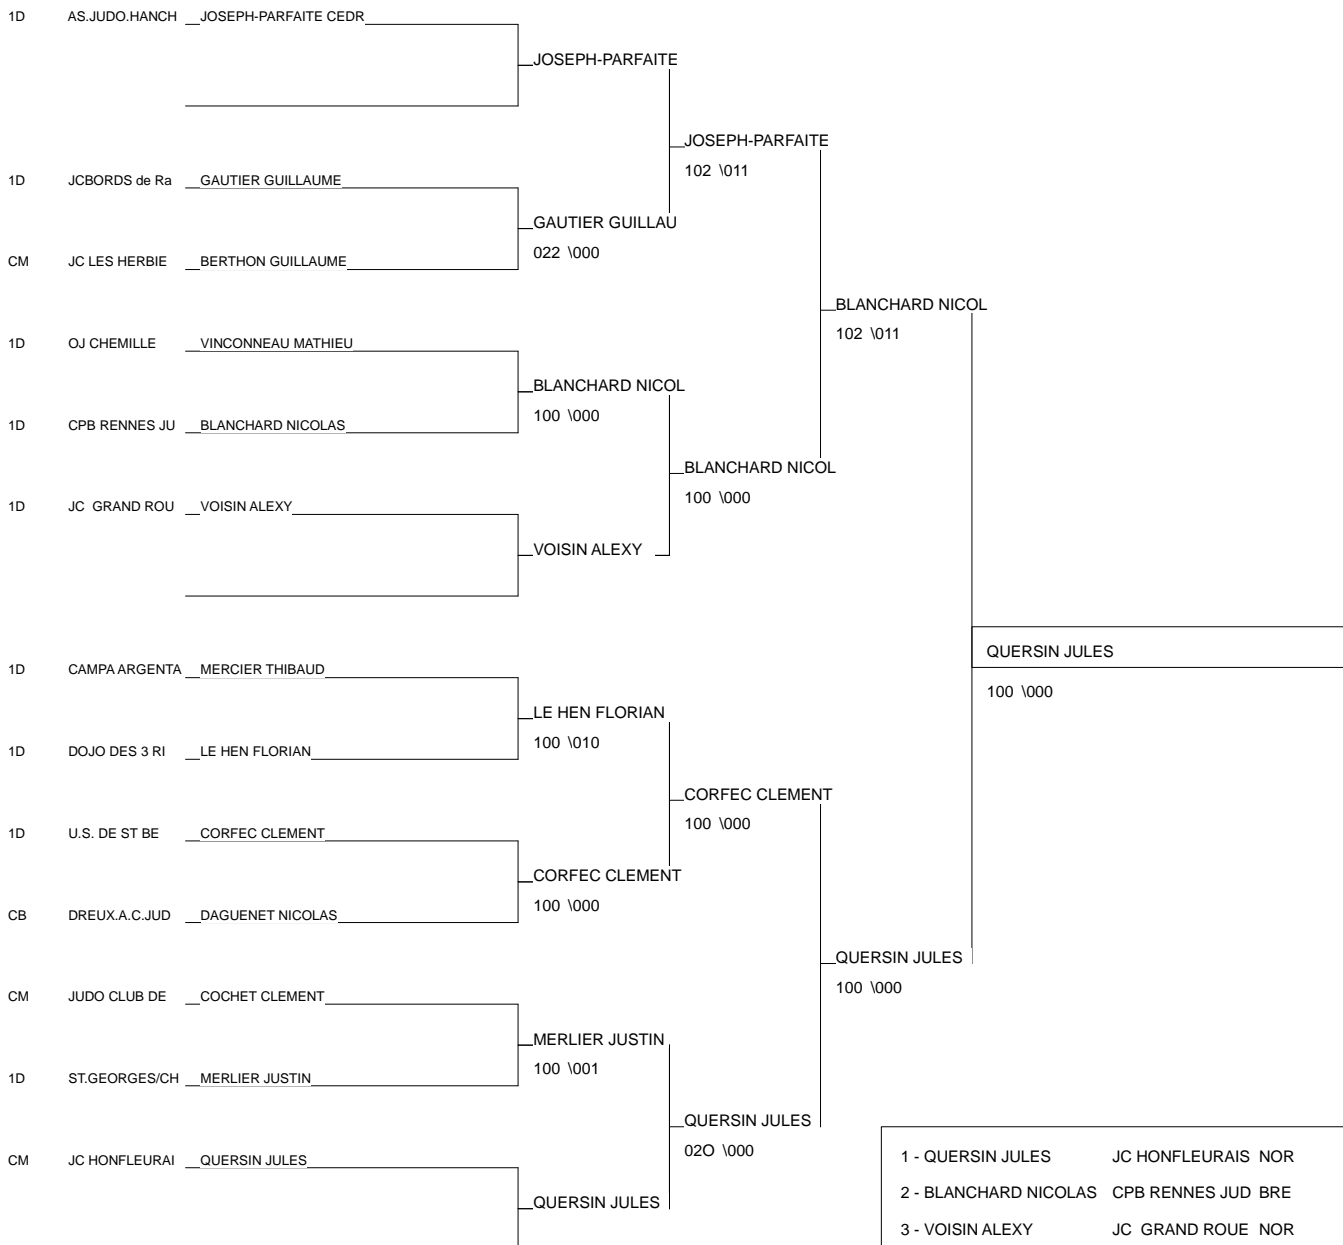 1D AS.JUDO.HANCH JOSEPH-PARFAITE CEDR
JOSEPH-PARFAITE
JOSEPH-PARFAITE
102 \011
1D JCBORDS de Ra GAUTIER GUILLAUME
GAUTIER GUILLAU
022 \000
CM JC LES HERBIE BERTHON GUILLAUME
BLANCHARD NICOL
102 \011
1D OJ CHEMILLE VINCONNEAU MATHIEU
BLANCHARD NICOL
100 \000
1D CPB RENNES JU BLANCHARD NICOLAS
BLANCHARD NICOL
100 \000
1D JC GRAND ROU VOISIN ALEXY
VOISIN ALEXY
QUERSIN JULES
100 \000
1D CAMPA ARGENTA MERCIER THIBAUD
LE HEN FLORIAN
100 \010
1D DOJO DES 3 RI LE HEN FLORIAN
CORFEC CLEMENT
100 \000
1D U.S. DE ST BE CORFEC CLEMENT
CORFEC CLEMENT
100 \000
CB DREUX.A.C.JUD DAGUENET NICOLAS
QUERSIN JULES
100 \000
CM JUDO CLUB DE COCHET CLEMENT
MERLIER JUSTIN
100 \001
1D ST.GEORGES/CH MERLIER JUSTIN
QUERSIN JULES
02O \000
CM JC HONFLEURAI QUERSIN JULES
QUERSIN JULES
1 - QUERSIN JULES JC HONFLEURAIS NOR
2 - BLANCHARD NICOLAS CPB RENNES JUD BRE
3 - VOISIN ALEXY JC GRAND ROUE NOR